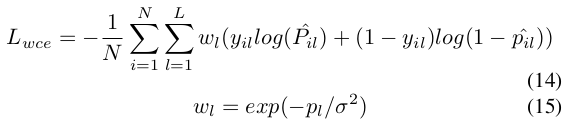 L_{wce} = -\frac{1}{N} \sum_{i=1}^{N} \sum_{l=1}^{L} w_l(y_{il}log(\hat{P_{il}}) + (1 - y_{il})log(1 - \hat{p_{il}}))
(14)
w_l = exp(-p_l/\sigma^2) (15)